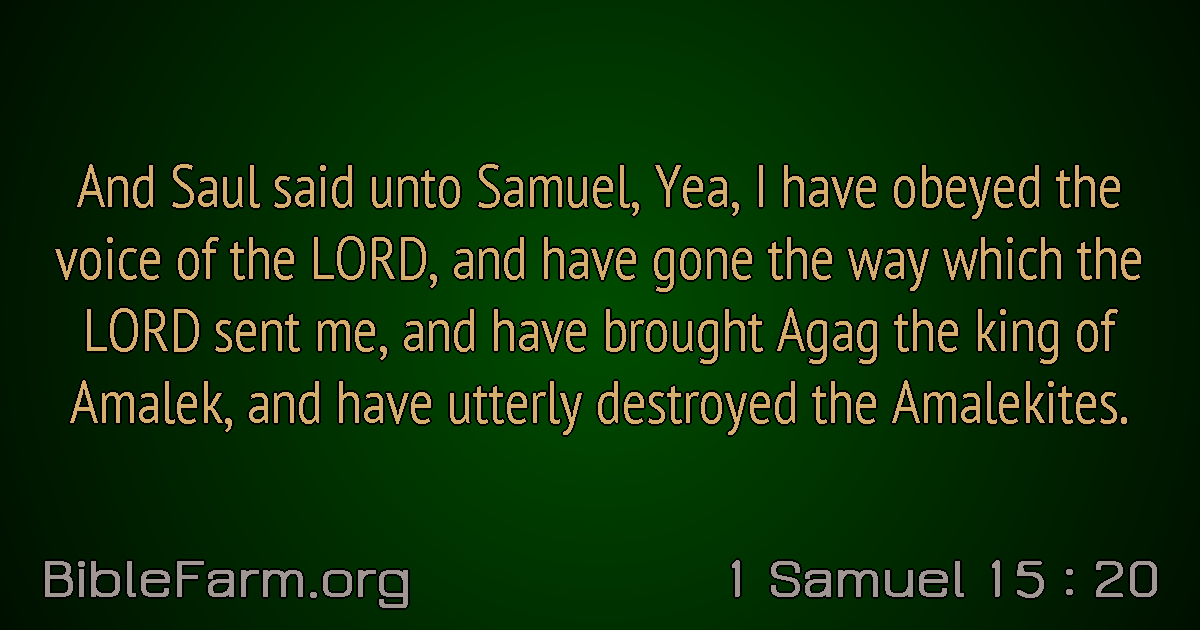 And Saul said unto Samuel, Yea, I have obeyed the
voice of the LORD, and have gone the way which the
LORD sent me, and have brought Agag the king of
Amalek, and have utterly destroyed the Amalekites.
BibleFarm.org
1 Samuel 15 : 20